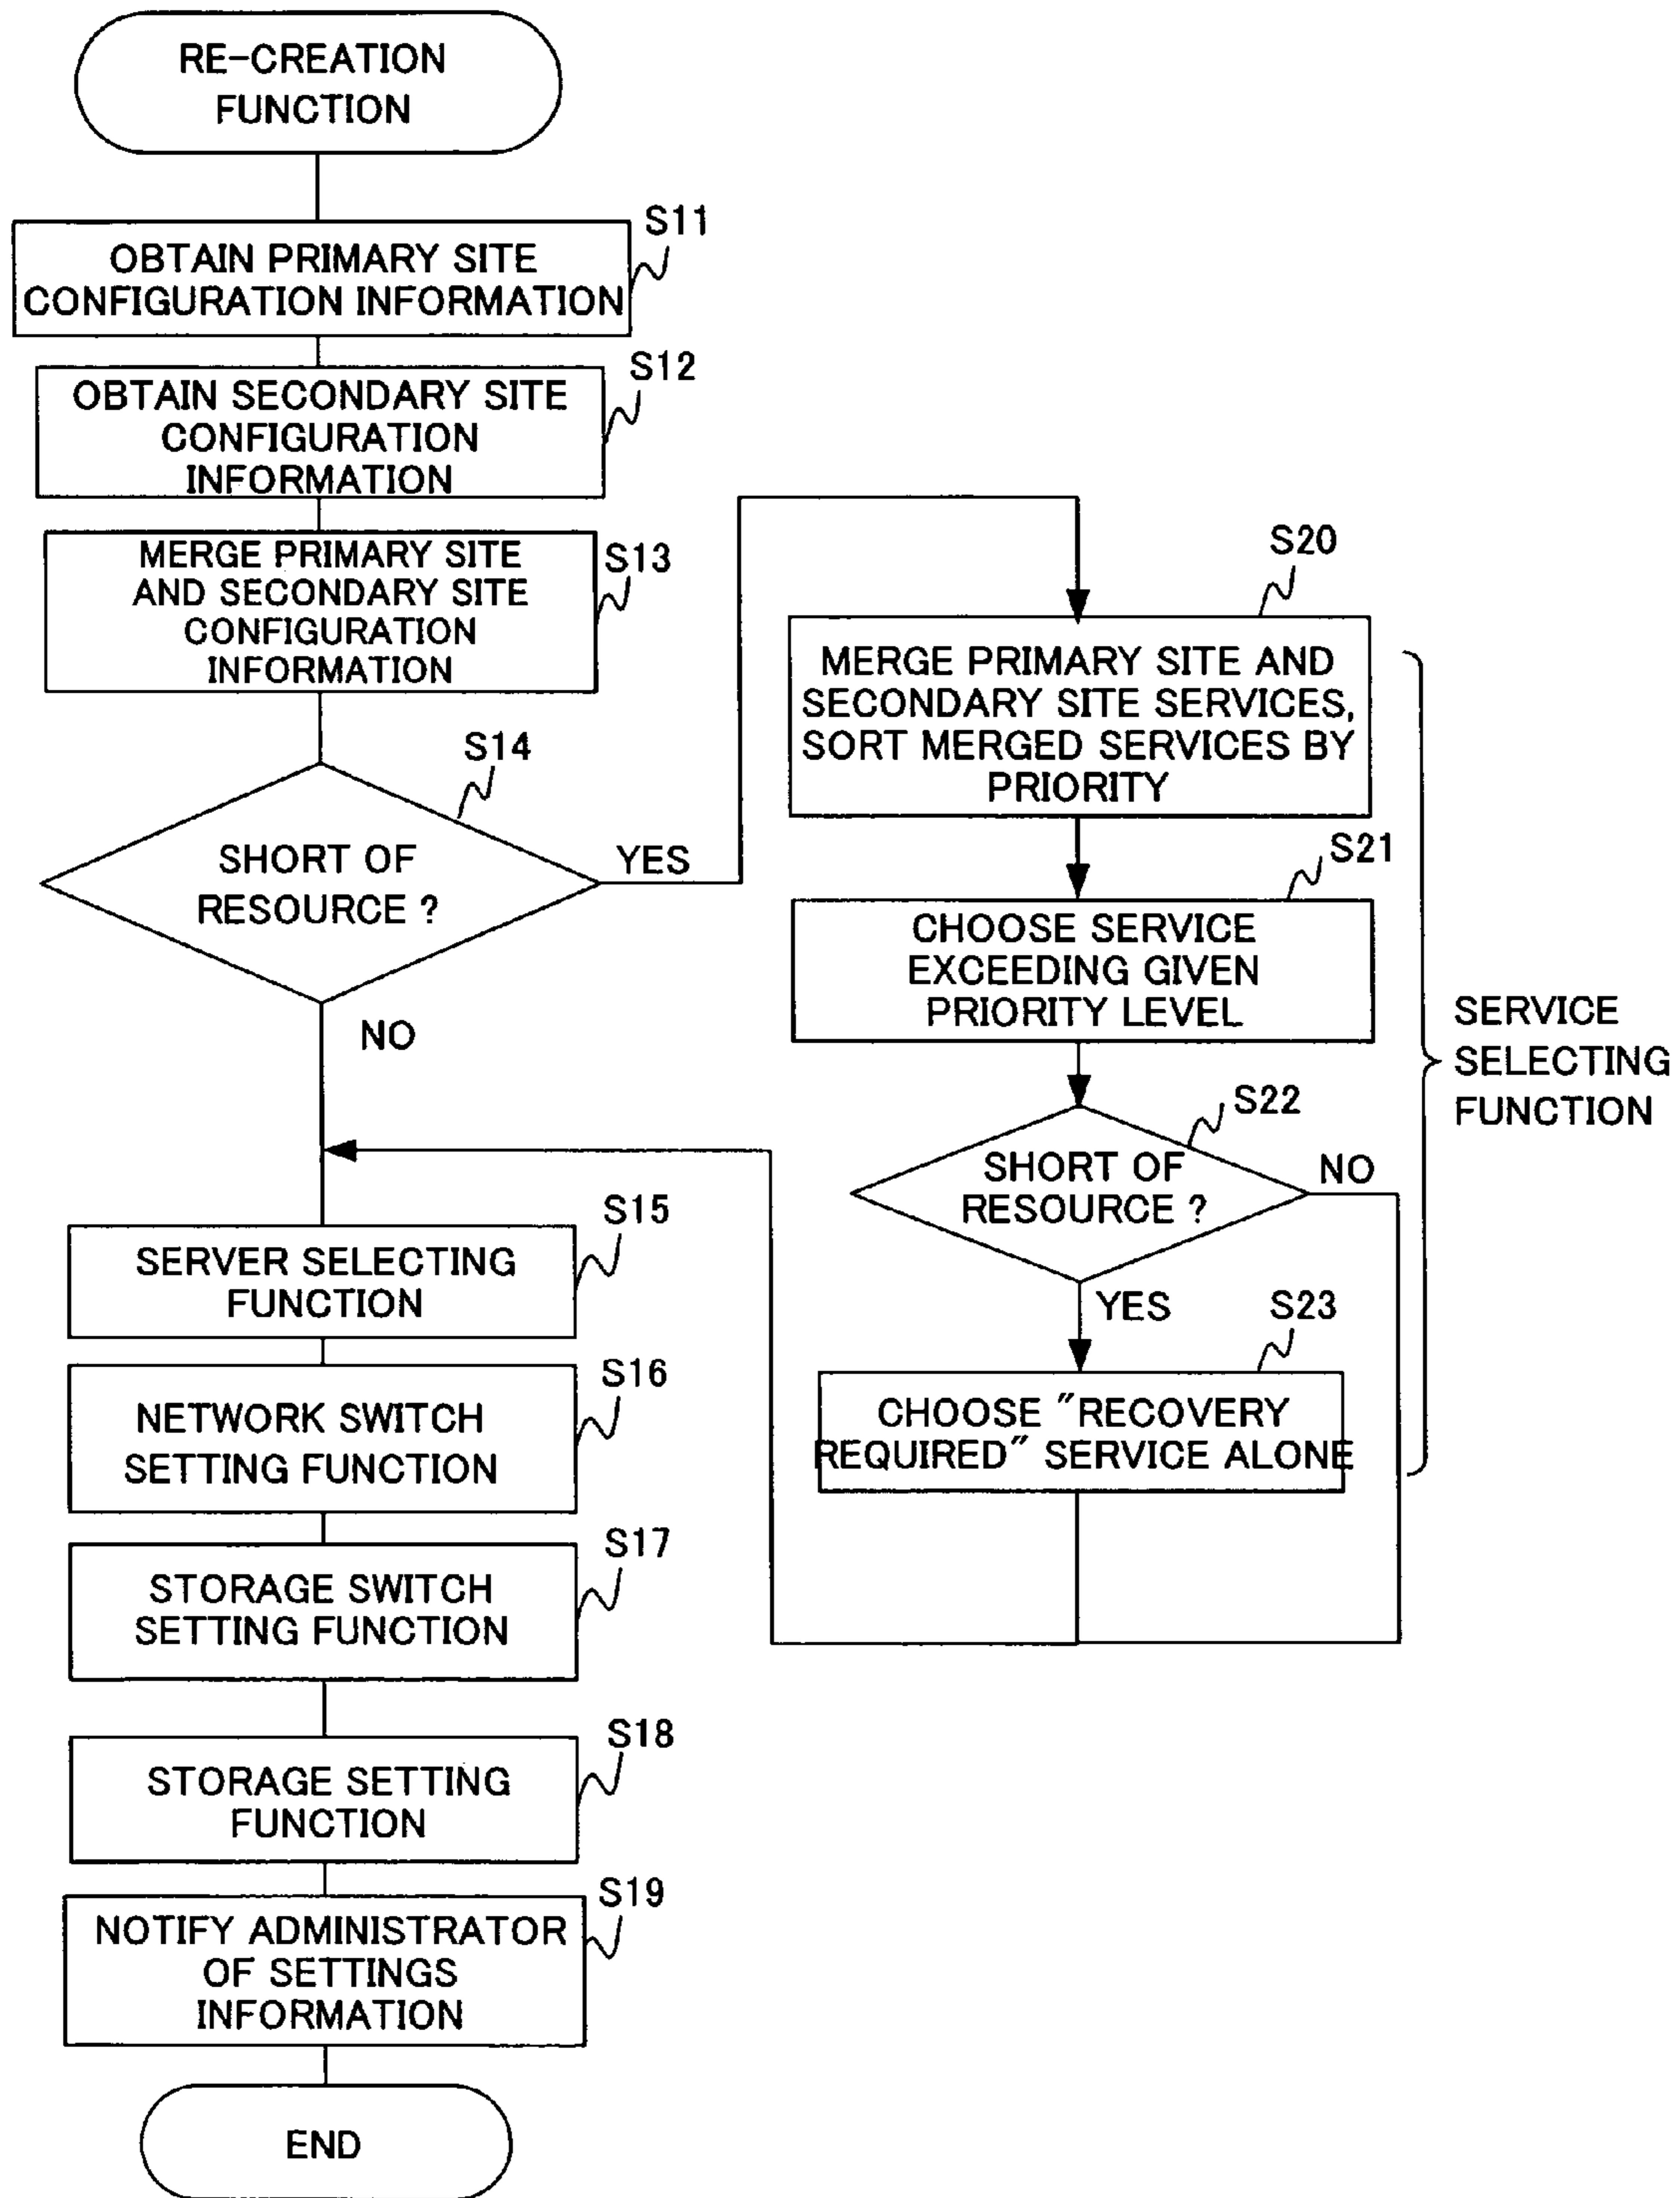 RE-CREATION
FUNCTION
S11
OBTAIN PRIMARY SITE
CONFIGURATION INFORMATION
S12
OBTAIN SECONDARY SITE
CONFIGURATION
INFORMATION
S13
MERGE PRIMARY SITE
AND SECONDARY SITE
CONFIGURATION
INFORMATION
S14
SHORT OF
RESOURCE ?
YES
NO
S15
SERVER SELECTING
FUNCTION
S16
NETWORK SWITCH
SETTING FUNCTION
S17
STORAGE SWITCH
SETTING FUNCTION
S18
STORAGE SETTING
FUNCTION
S19
NOTIFY ADMINISTRATOR
OF SETTINGS
INFORMATION
END
S20
MERGE PRIMARY SITE AND
SECONDARY SITE SERVICES,
SORT MERGED SERVICES BY
PRIORITY
S21
CHOOSE SERVICE
EXCEEDING GIVEN
PRIORITY LEVEL
S22
SHORT OF
RESOURCE ?
NO
YES
S23
CHOOSE "RECOVERY
REQUIRED" SERVICE ALONE
SERVICE
SELECTING
FUNCTION